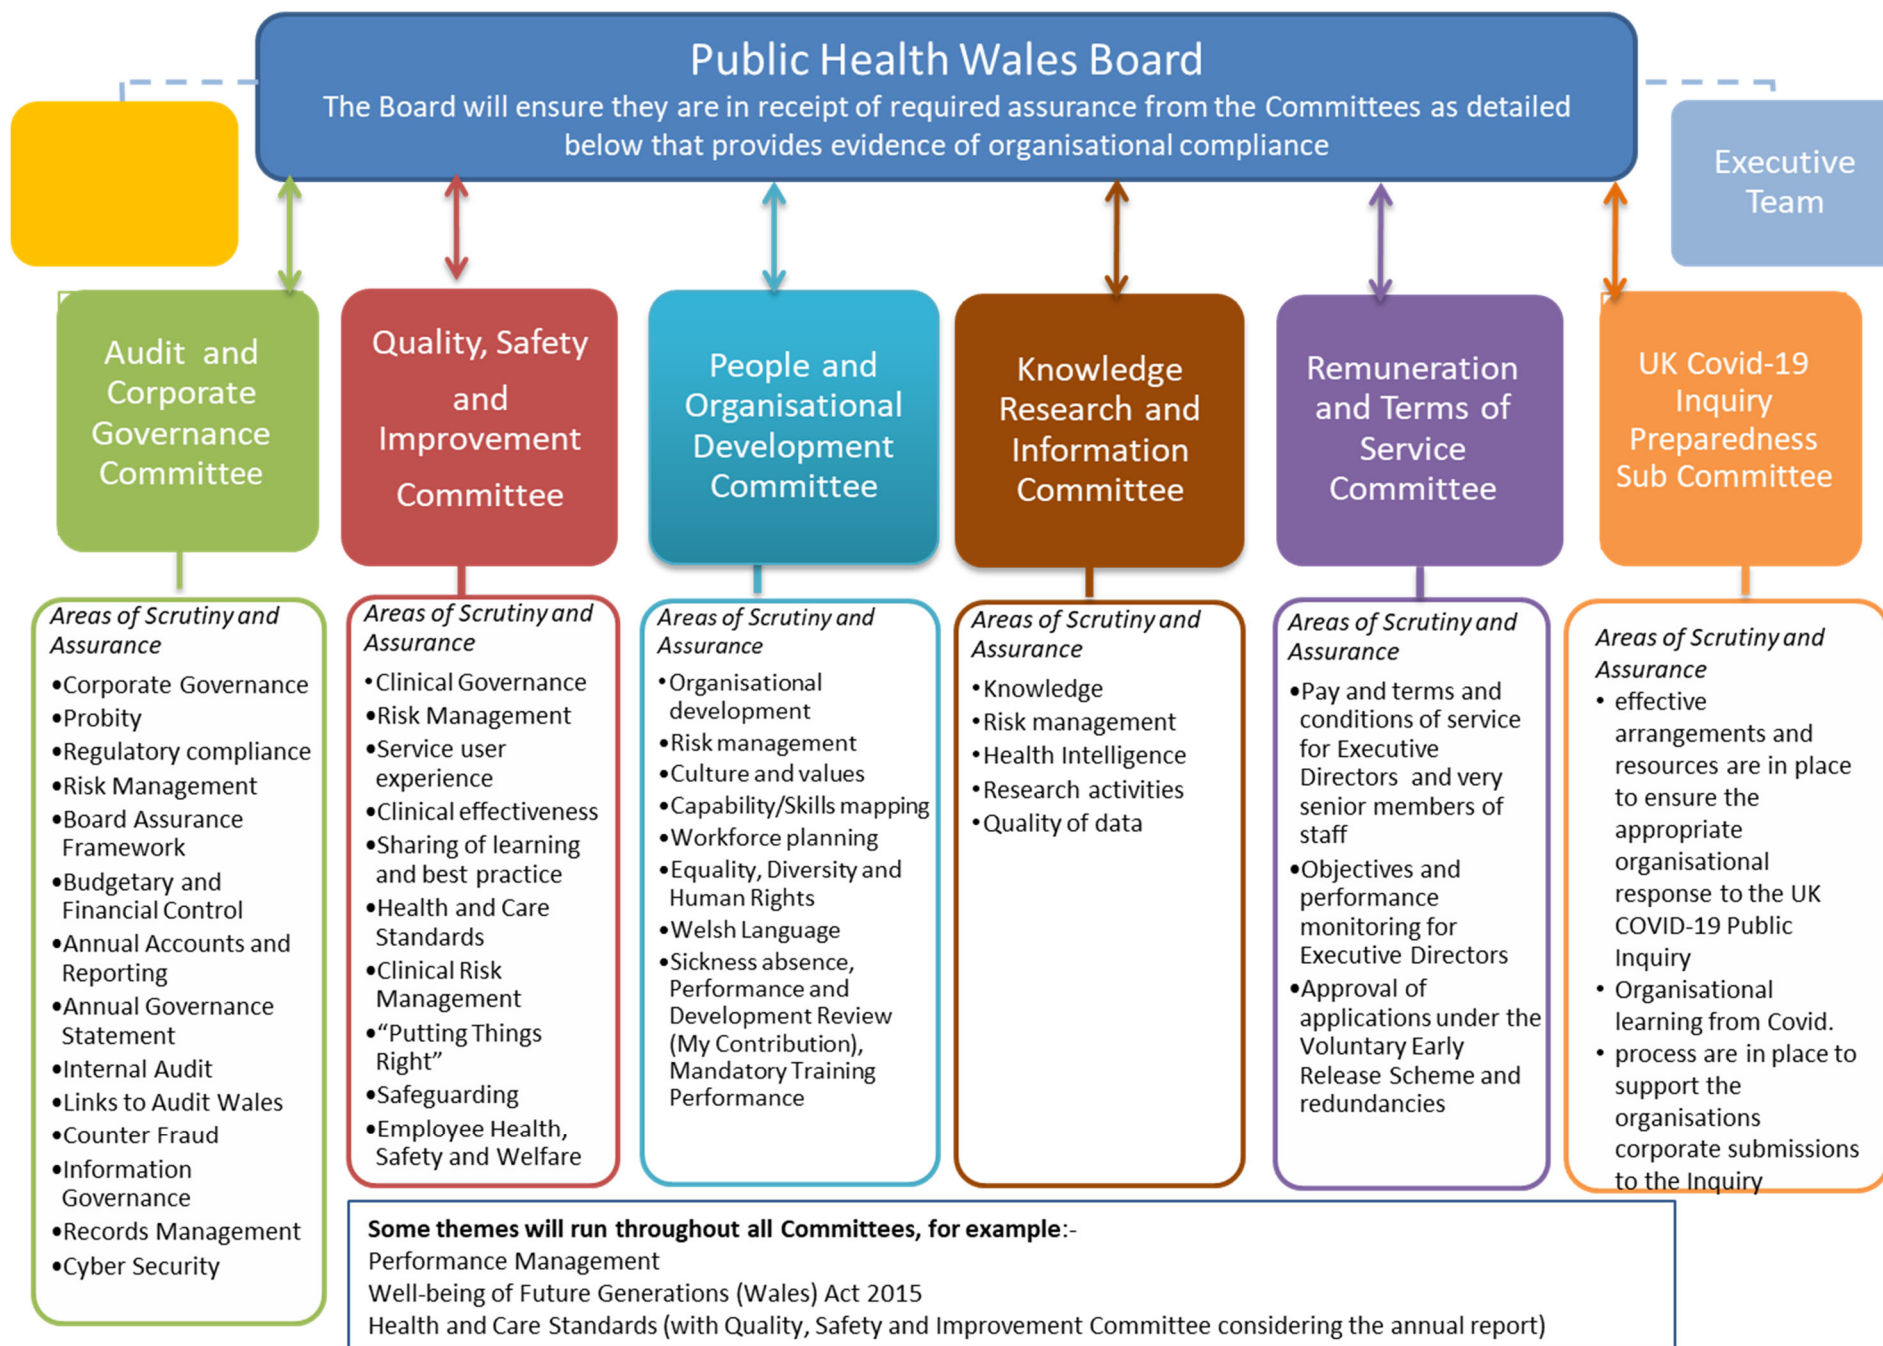 Public Health Wales Board
The Board will ensure they are in receipt of required assurance from the Committees as detailed
below that provides evidence of organisational compliance
Executive
Team
Audit and
Corporate
Governance
Committee
Quality, Safety
and
Improvement
Committee
People and
Organisational
Development
Committee
Knowledge
Research and
Information
Committee
Remuneration
and Terms of
Service
Committee
UK Covid-19
Inquiry
Preparedness
Sub Committee
Areas of Scrutiny and
Assurance
•Corporate Governance
•Probity
•Regulatory compliance
•Risk Management
•Board Assurance
Framework
•Budgetary and
Financial Control
•Annual Accounts and
Reporting
•Annual Governance
Statement
•Internal Audit
•Links to Audit Wales
•Counter Fraud
•Information
Governance
•Records Management
•Cyber Security
Areas of Scrutiny and
Assurance
•Clinical Governance
•Risk Management
•Service user
experience
•Clinical effectiveness
•Sharing of learning
and best practice
•Health and Care
Standards
•Clinical Risk
Management
•“Putting Things
Right”
•Safeguarding
•Employee Health,
Safety and Welfare
Areas of Scrutiny and
Assurance
•Organisational
development
•Risk management
•Culture and values
•Capability/Skills mapping
•Workforce planning
•Equality, Diversity and
Human Rights
•Welsh Language
•Sickness absence,
Performance and
Development Review
(My Contribution),
Mandatory Training
Performance
Areas of Scrutiny and
Assurance
•Knowledge
•Risk management
•Health Intelligence
•Research activities
•Quality of data
Areas of Scrutiny and
Assurance
•Pay and terms and
conditions of service
for Executive
Directors and very
senior members of
staff
•Objectives and
performance
monitoring for
Executive Directors
•Approval of
applications under the
Voluntary Early
Release Scheme and
redundancies
Areas of Scrutiny and
Assurance
• effective
arrangements and
resources are in place
to ensure the
appropriate
organisational
response to the UK
COVID-19 Public
Inquiry
• Organisational
learning from Covid.
• process are in place to
support the
organisations
corporate submissions
to the Inquiry
Some themes will run throughout all Committees, for example:-
Performance Management
Well-being of Future Generations (Wales) Act 2015
Health and Care Standards (with Quality, Safety and Improvement Committee considering the annual report)